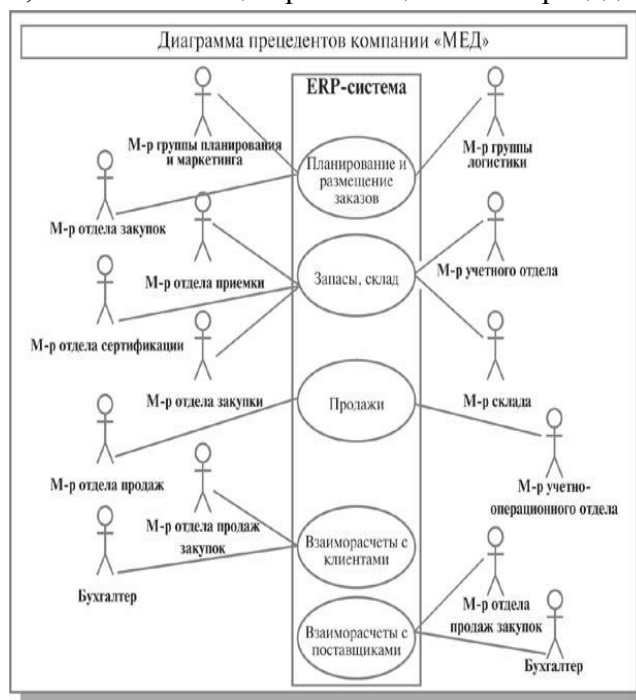 Диаграмма прецедентов компании «МЕД»
ERP-система
М-р группы планирования
и маркетинга
М-р группы
логистики
Планирование и
размещение
заказов
М-р отдела закупок
М-р отдела приемки
Запасы, склад
М-р учетного отдела
М-р отдела сертификации
М-р отдела закупки
М-р склада
Продажи
М-р отдела продаж
М-р учетно-
операционного отдела
М-р отдела продаж
закупок
Взаиморасчеты с
клиентами
Бухгалтер
М-р отдела
продаж закупок
Взаиморасчеты с
поставщиками
Бухгалтер